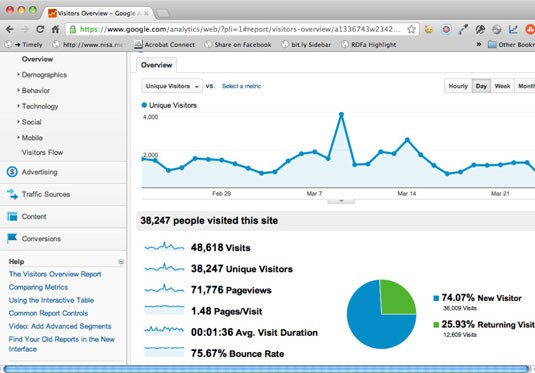 Visitors Overview – Google A
https://www.google.com/analytics/web/?pli=1#report/visitors-overview/a1336743w2342
→ Timely
http://www.nisa.m
Acrobat Connect
Share on Facebook
bit.ly Sidebar
RDFa Highlight
Other Book
Overview
Demographics
Behavior
Technology
Social
Mobile
Visitors Flow
Advertising
Traffic Sources
Content
Conversions
Help
The Visitors Overview Report
Comparing Metrics
Using the Interactive Table
Common Report Controls
Video: Add Advanced Segments
Find Your Old Reports in the New
Interface
Overview
Unique Visitors VS. Select a metric
Hourly Day Week Mont
Unique Visitors
4,000
2,000
Feb 29 Mar 7 Mar 14 Mar 21
38,247 people visited this site
48,618 Visits
38,247 Unique Visitors
71,776 Pageviews
1.48 Pages/Visit
00:01:36 Avg. Visit Duration
75.67% Bounce Rate
74.07% New Visitor
36,009 Visits
25.93% Returning Visit
12,609 Visits